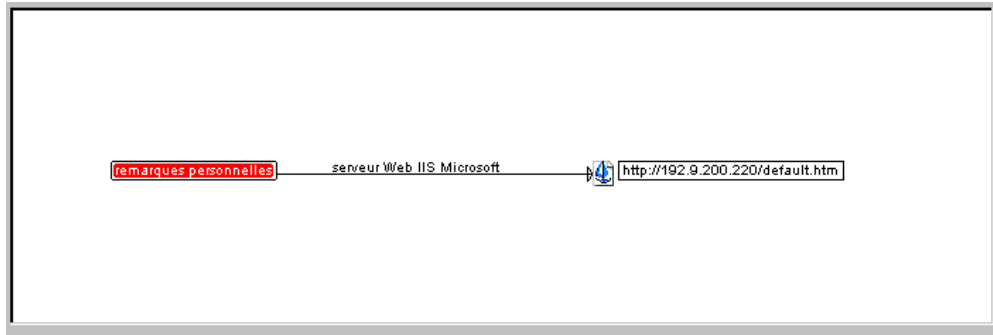 remarques personnelles
serveur Web IIS Microsoft
http://192.9.200.220/default.htm